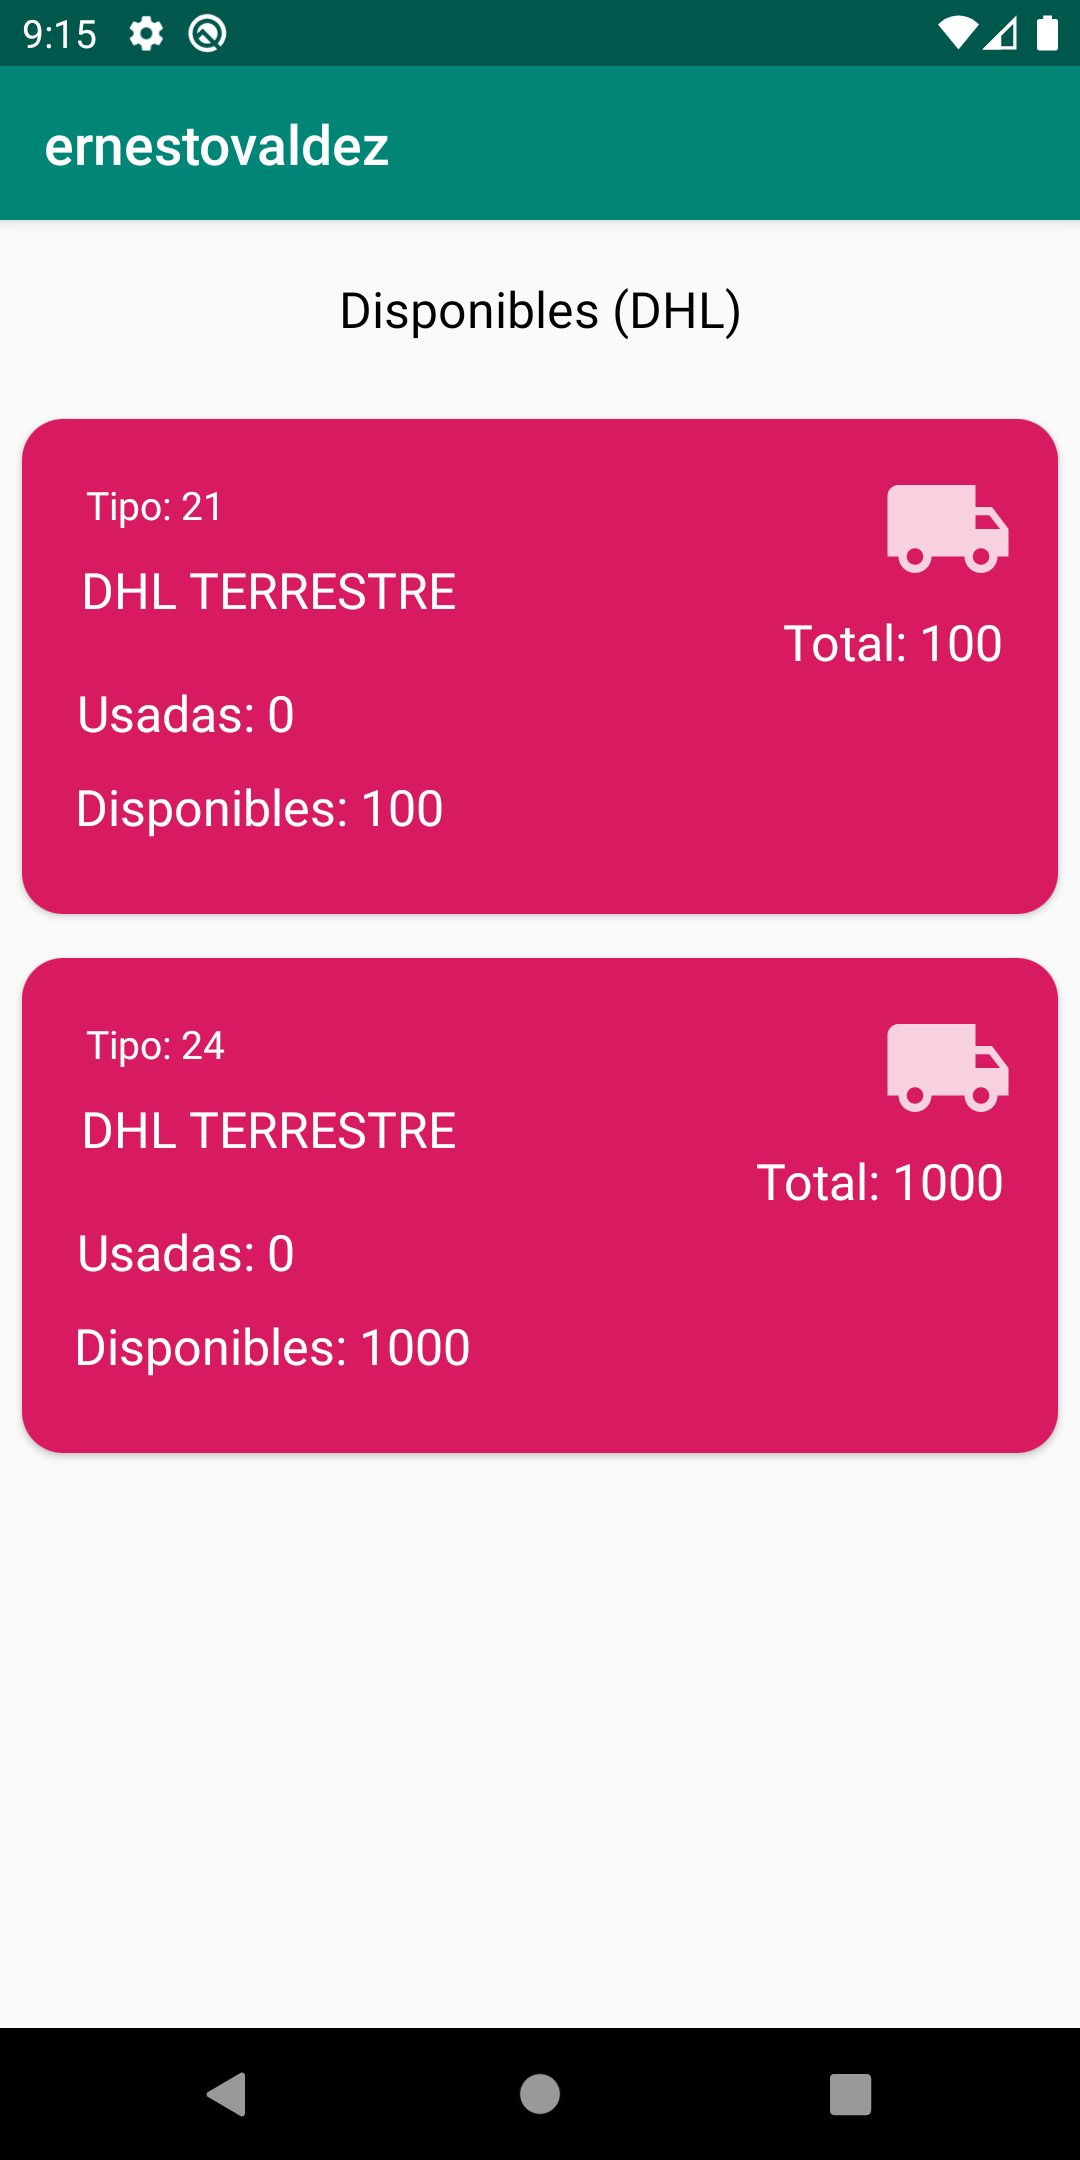 9:15
ernestovaldez
Disponibles (DHL)
Tipo: 21
DHL TERRESTRE
Total: 100
Usadas: 0
Disponibles: 100
Tipo: 24
DHL TERRESTRE
Total: 1000
Usadas: 0
Disponibles: 1000